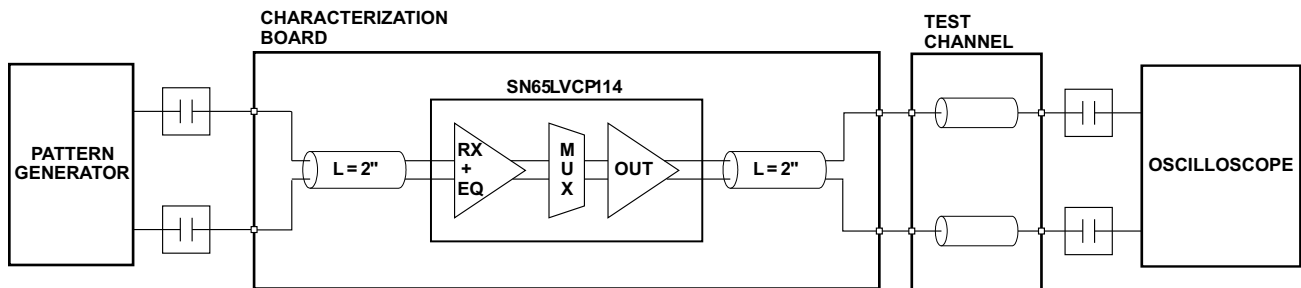 CHARACTERIZATION
BOARD
TEST
CHANNEL
SN65LVCP114
PATTERN
GENERATOR
L = 2"
RX
+
EQ
M
U
X
OUT
L = 2"
OSCILLOSCOPE